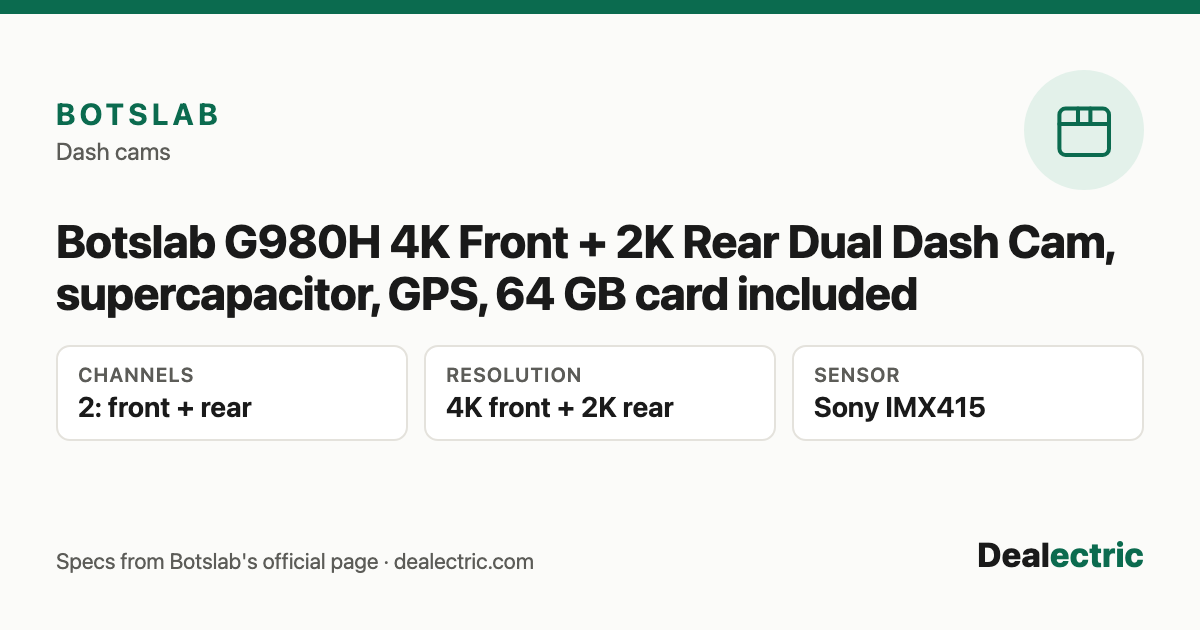 BOTSLAB
Dash cams
Botslab G980H 4K Front + 2K Rear Dual Dash Cam,
supercapacitor, GPS, 64 GB card included
CHANNELS
2: front + rear
RESOLUTION
4K front + 2K rear
SENSOR
Sony IMX415
Specs from Botslab's official page · dealectric.com
Dealectric